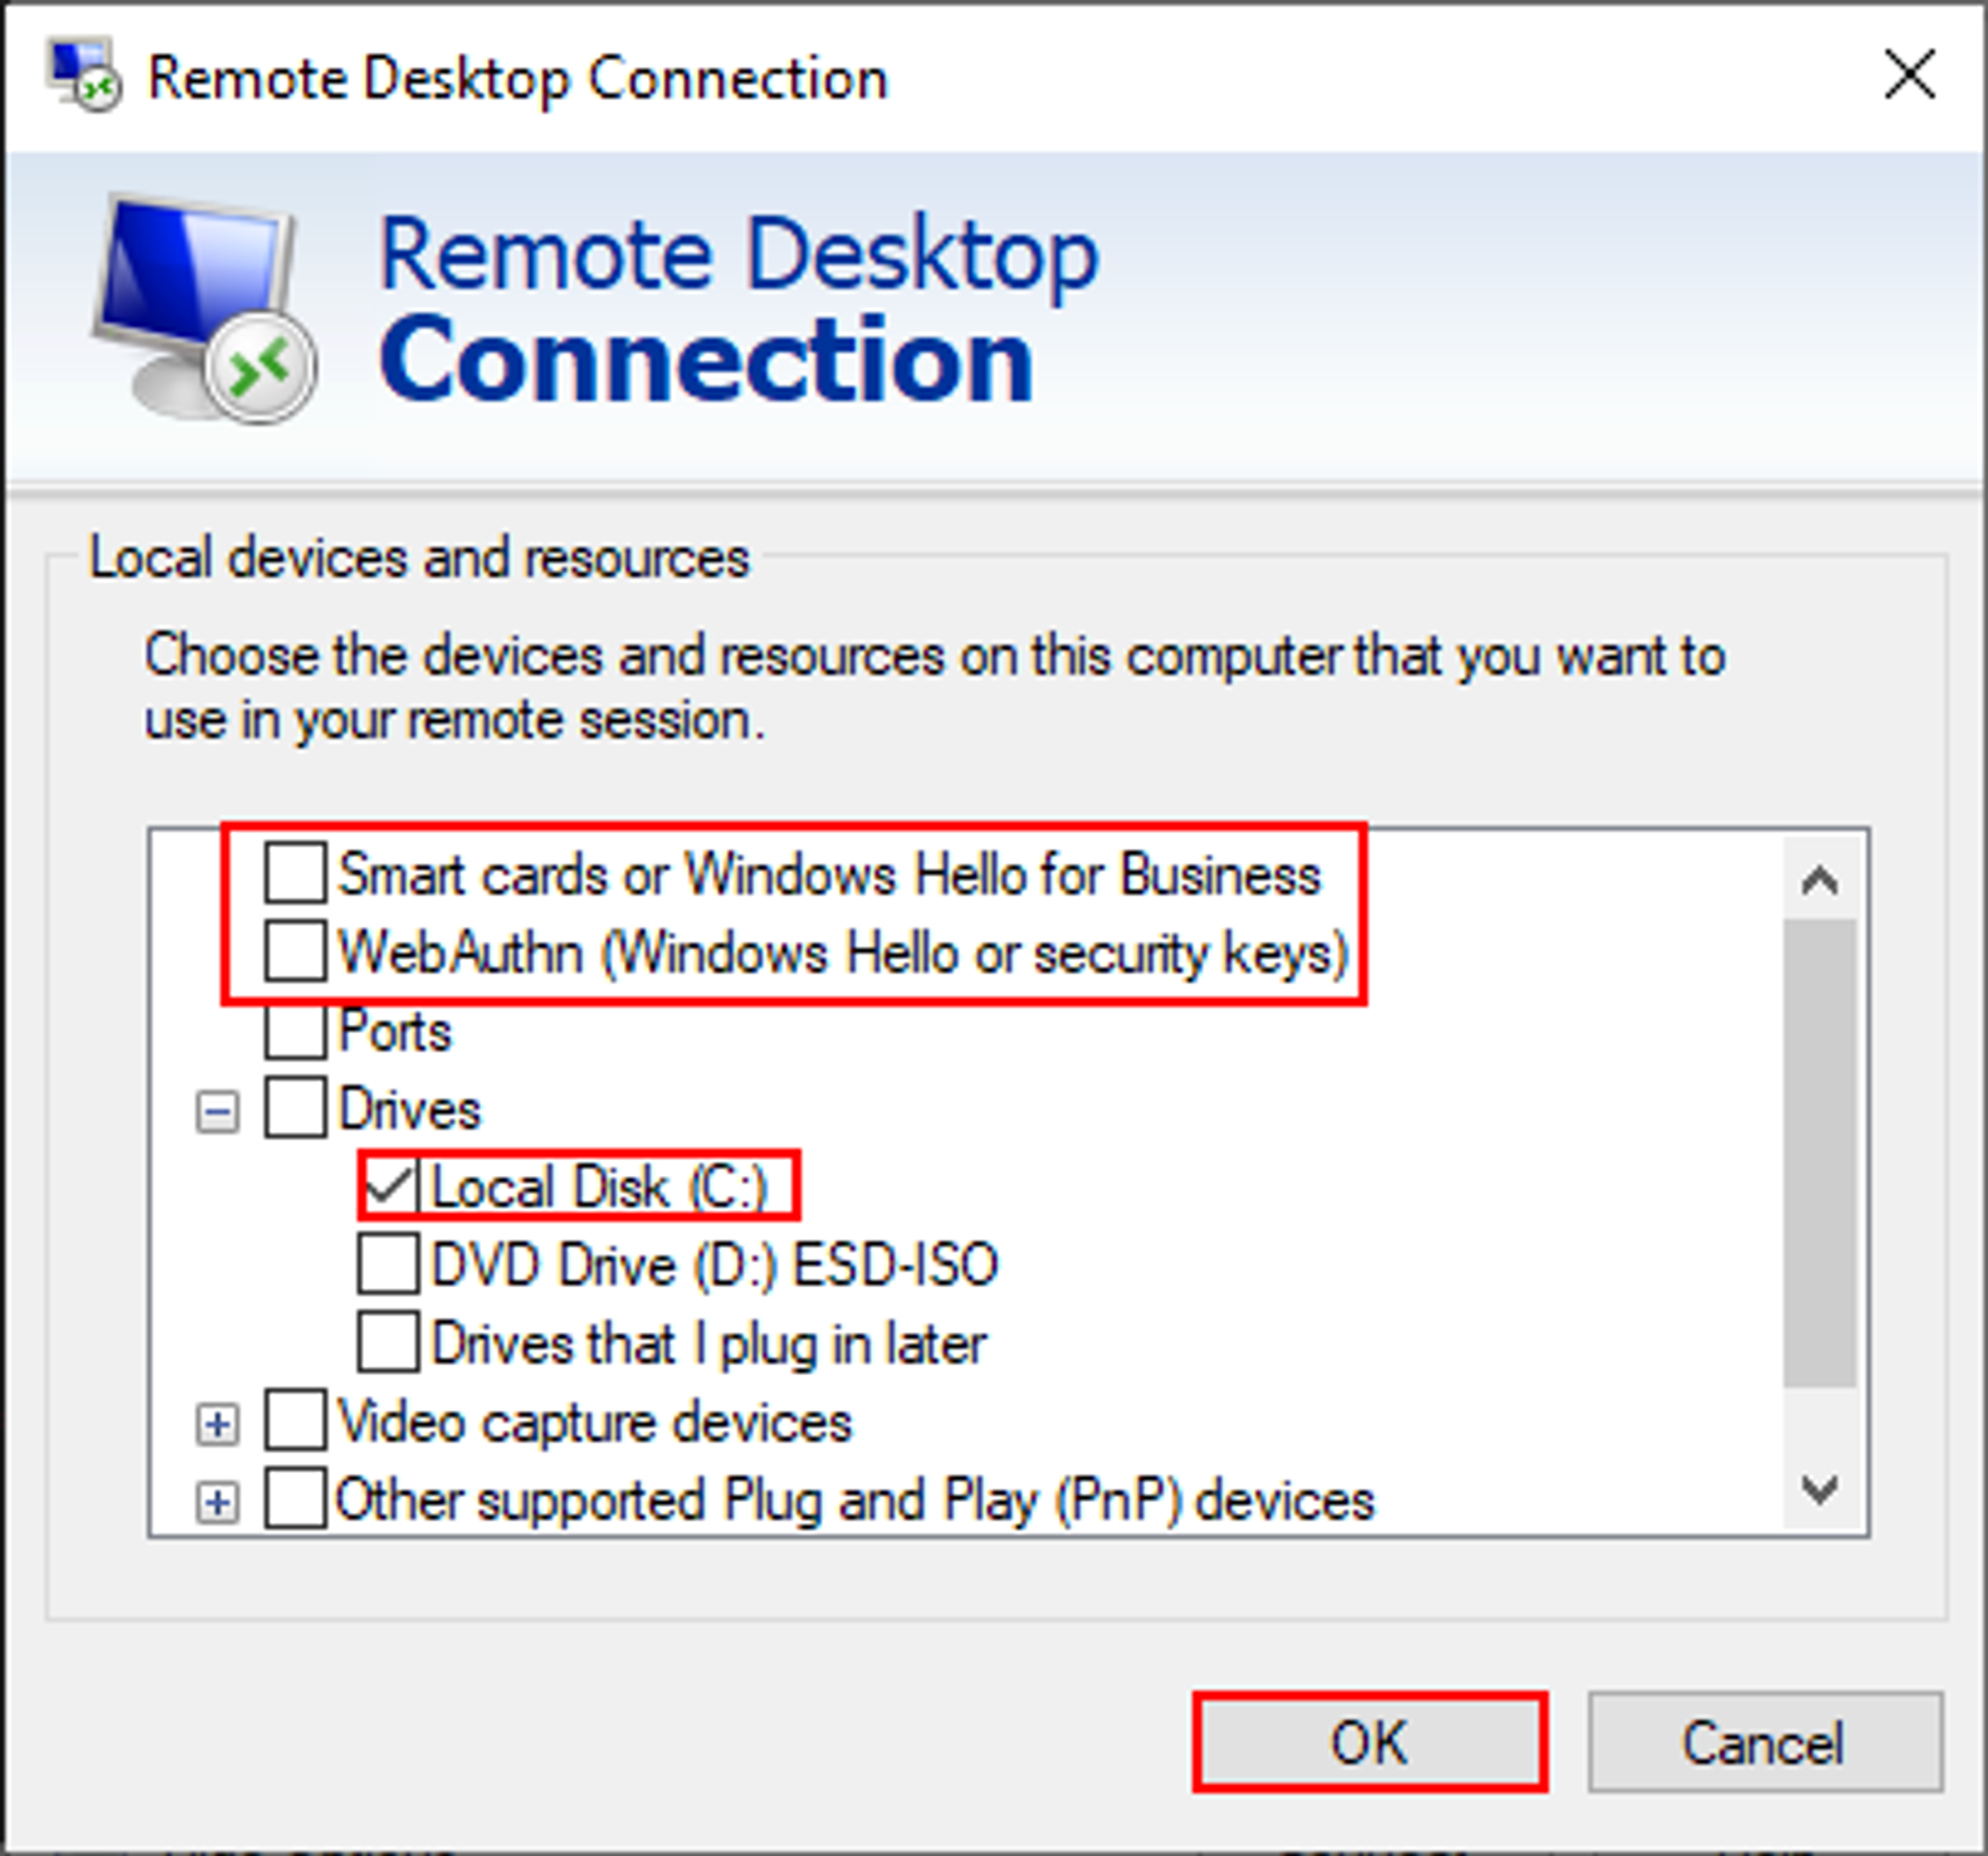 Remote Desktop Connection
Remote Desktop
Connection
Local devices and resources
Choose the devices and resources on this computer that you want to
use in your remote session.
Smart cards or Windows Hello for Business
WebAuthn (Windows Hello or security keys)
Ports
Drives
Local Disk (C:)
DVD Drive (D:) ESD-ISO
Drives that I plug in later
Video capture devices
Other supported Plug and Play (PnP) devices
OK
Cancel